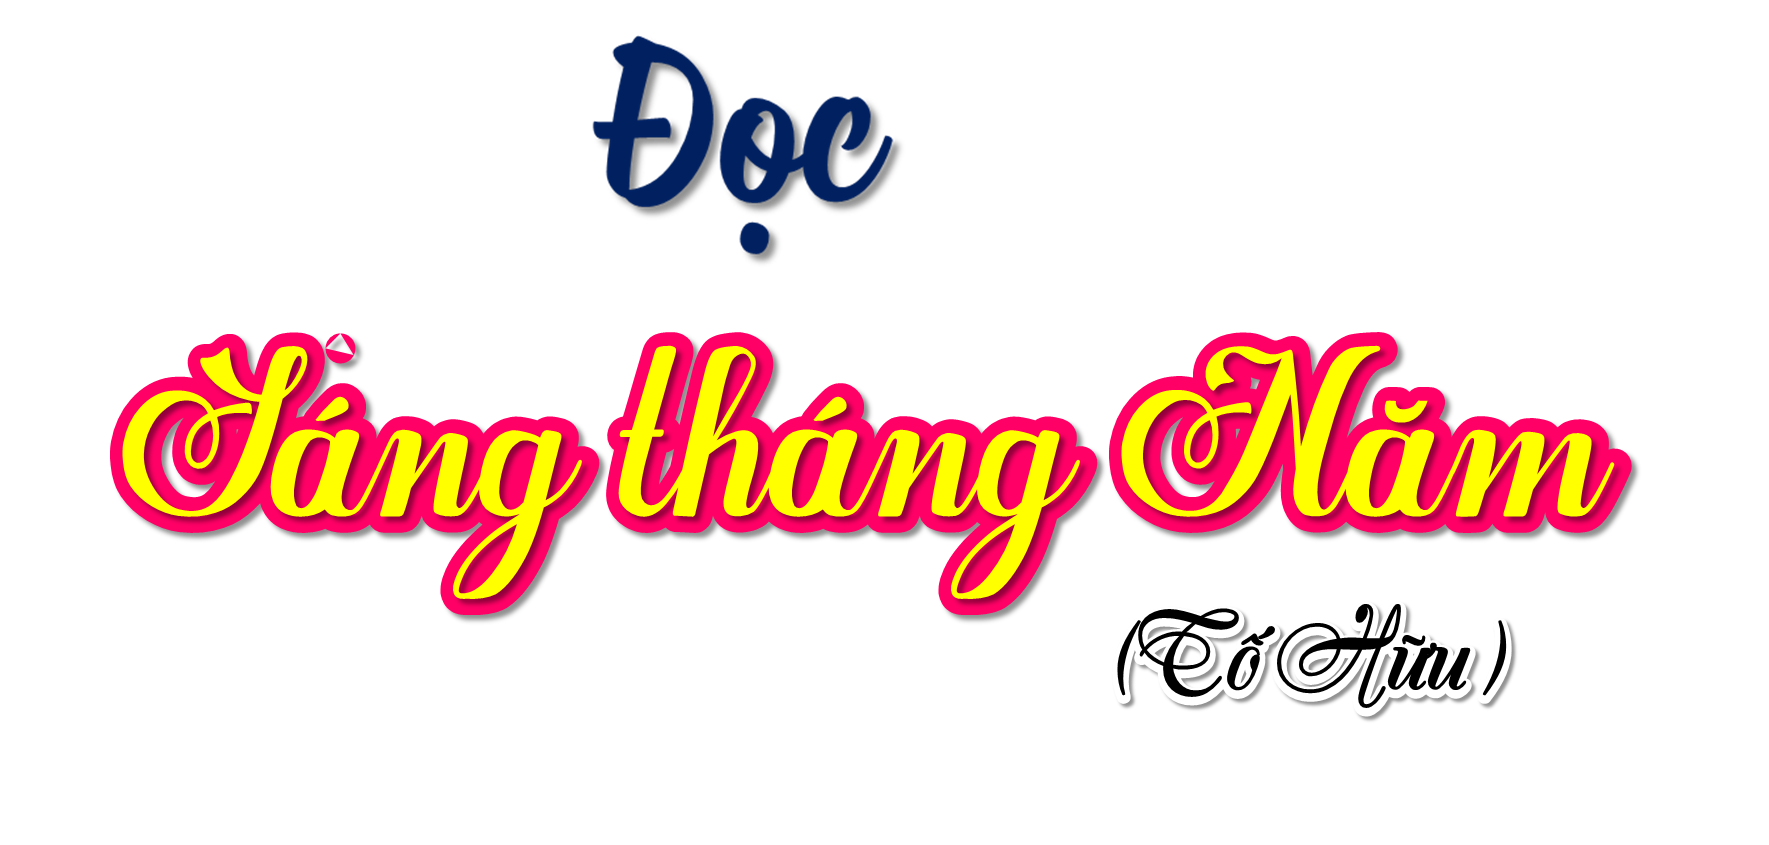 Đọc
Sáng tháng Năm
(Tố Hữu)